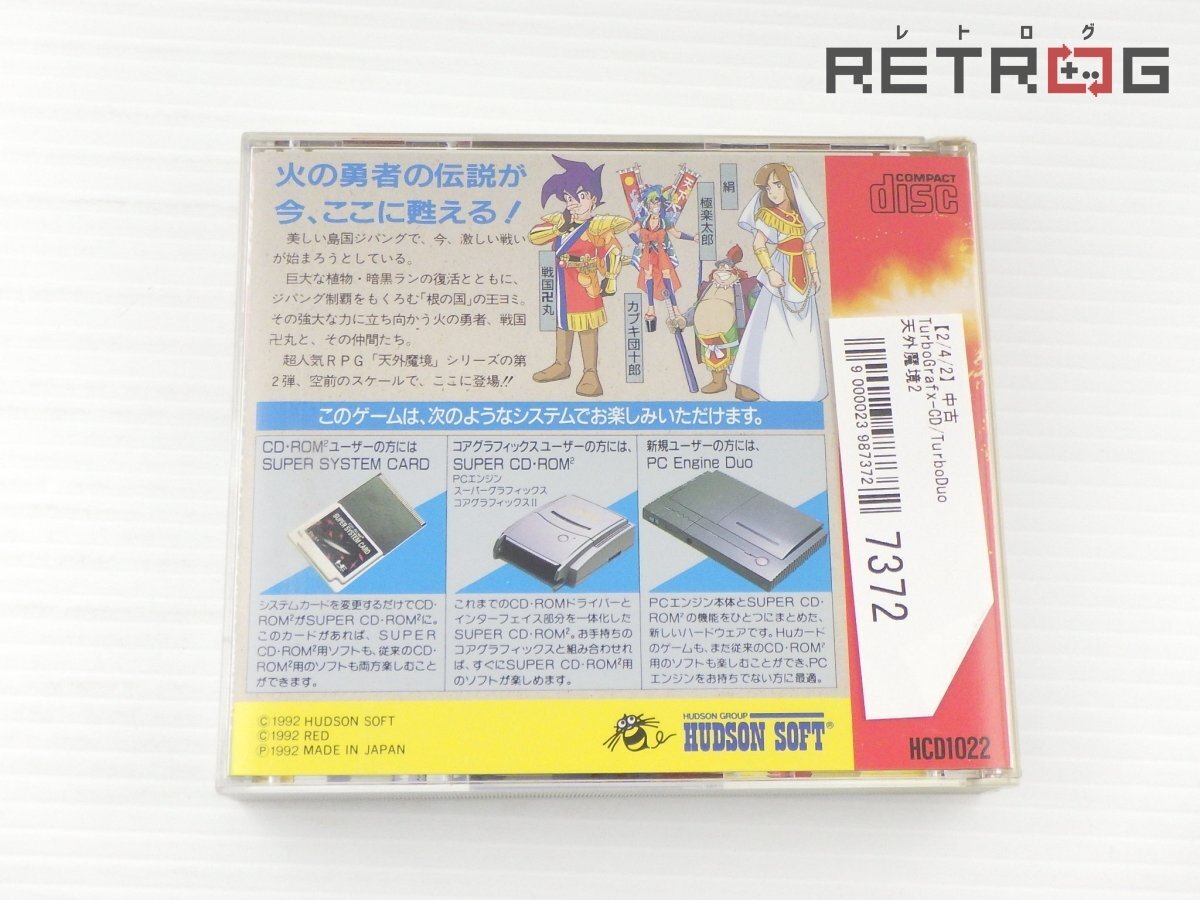 レトログ
RETROG
火の勇者の伝説が
今、ここに甦える!
美しい島国ジパングで、今、激しい戦い
が始まろうとしている。
巨大な植物・暗黒ランの復活とともに、
ジパング制覇をもくろむ「根の国」の王ヨミ。
その強大な力に立ち向かう火の勇者、戦国
卍丸と、その仲間たち。
超人気RPG「天外魔境」シリーズの第
2弾、空前のスケールで、ここに登場!!
戦国卍丸
カブキ団十郎
極楽太郎
絹
COMPACT
disc
このゲームは、次のようなシステムでお楽しみいただけます。
CD・ROM²ユーザーの方には
SUPER SYSTEM CARD
SUPER SYSTEM CARD
システムカードを変更するだけでCD・
ROM²がSUPER CD・ROM²に。
このカードがあれば、SUPER
CD・ROM²用ソフトも、従来のCD・
ROM²用のソフトも両方楽しむこと
ができます。
コアグラフィックスユーザーの方には、
SUPER CD・ROM²
PCエンジン
スーパーグラフィックス
コアグラフィックスII
これまでのCD・ROMドライバーと
インターフェイス部分を一体化した
SUPER CD・ROM²。お手持ちの
コアグラフィックスと組み合わせれ
ば、すぐにSUPER CD・ROM²用
のソフトが楽しめます。
新規ユーザーの方には、
PC Engine Duo
PCエンジン本体とSUPER CD・
ROM²の機能をひとつにまとめた、
新しいハードウェアです。Huカード
のゲームも、また従来のCD・ROM²
用のソフトも楽しむことができ、PC
エンジンをお持ちでない方に最適。
【2/4/2】中古
TurboGrafx-CD/TurboDuo
天外魔境2
9 000023 987372
7372
©1992 HUDSON SOFT
©1992 RED
℗1992 MADE IN JAPAN
HUDSON GROUP
HUDSON SOFT®
HCD1022